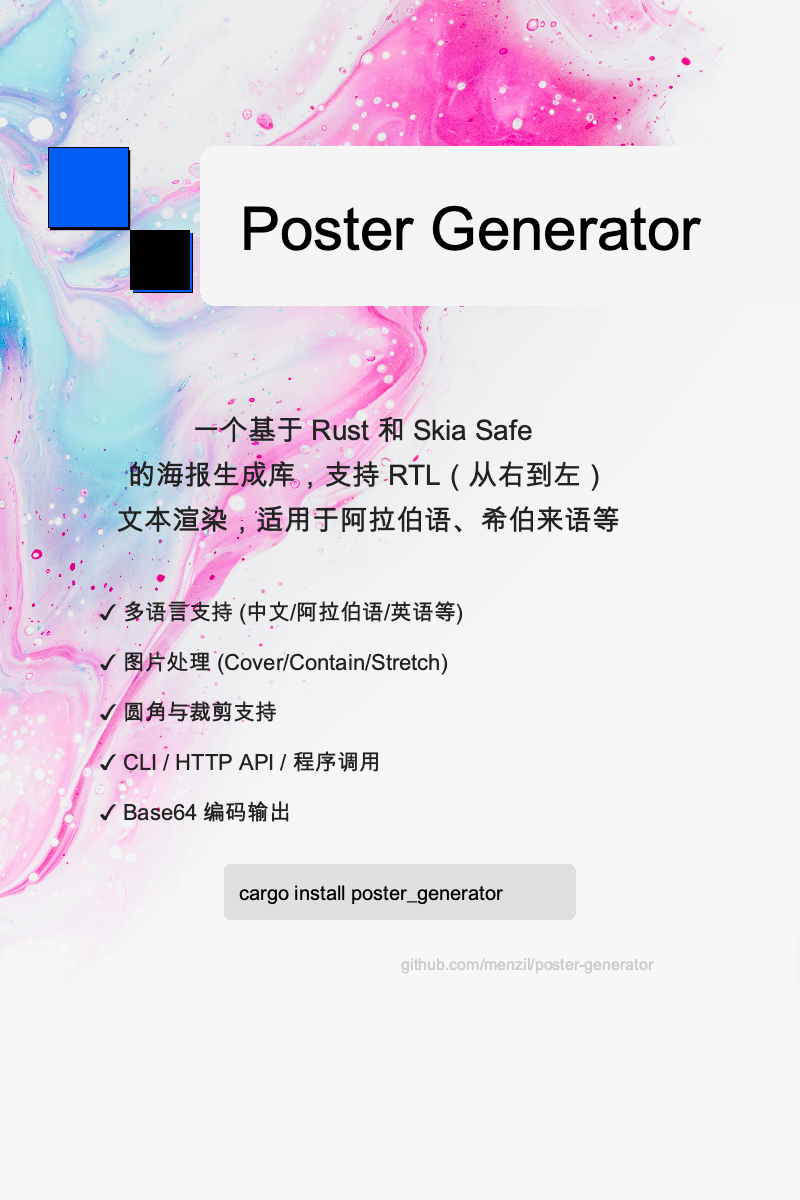 Poster Generator
一个基于 Rust 和 Skia Safe
的海报生成库，支持 RTL（从右到左）
文本渲染，适用于阿拉伯语、希伯来语等
✓ 多语言支持 (中文/阿拉伯语/英语等)
✓ 图片处理 (Cover/Contain/Stretch)
✓ 圆角与裁剪支持
✓ CLI / HTTP API / 程序调用
✓ Base64 编码输出
cargo install poster_generator
github.com/menzil/poster-generator